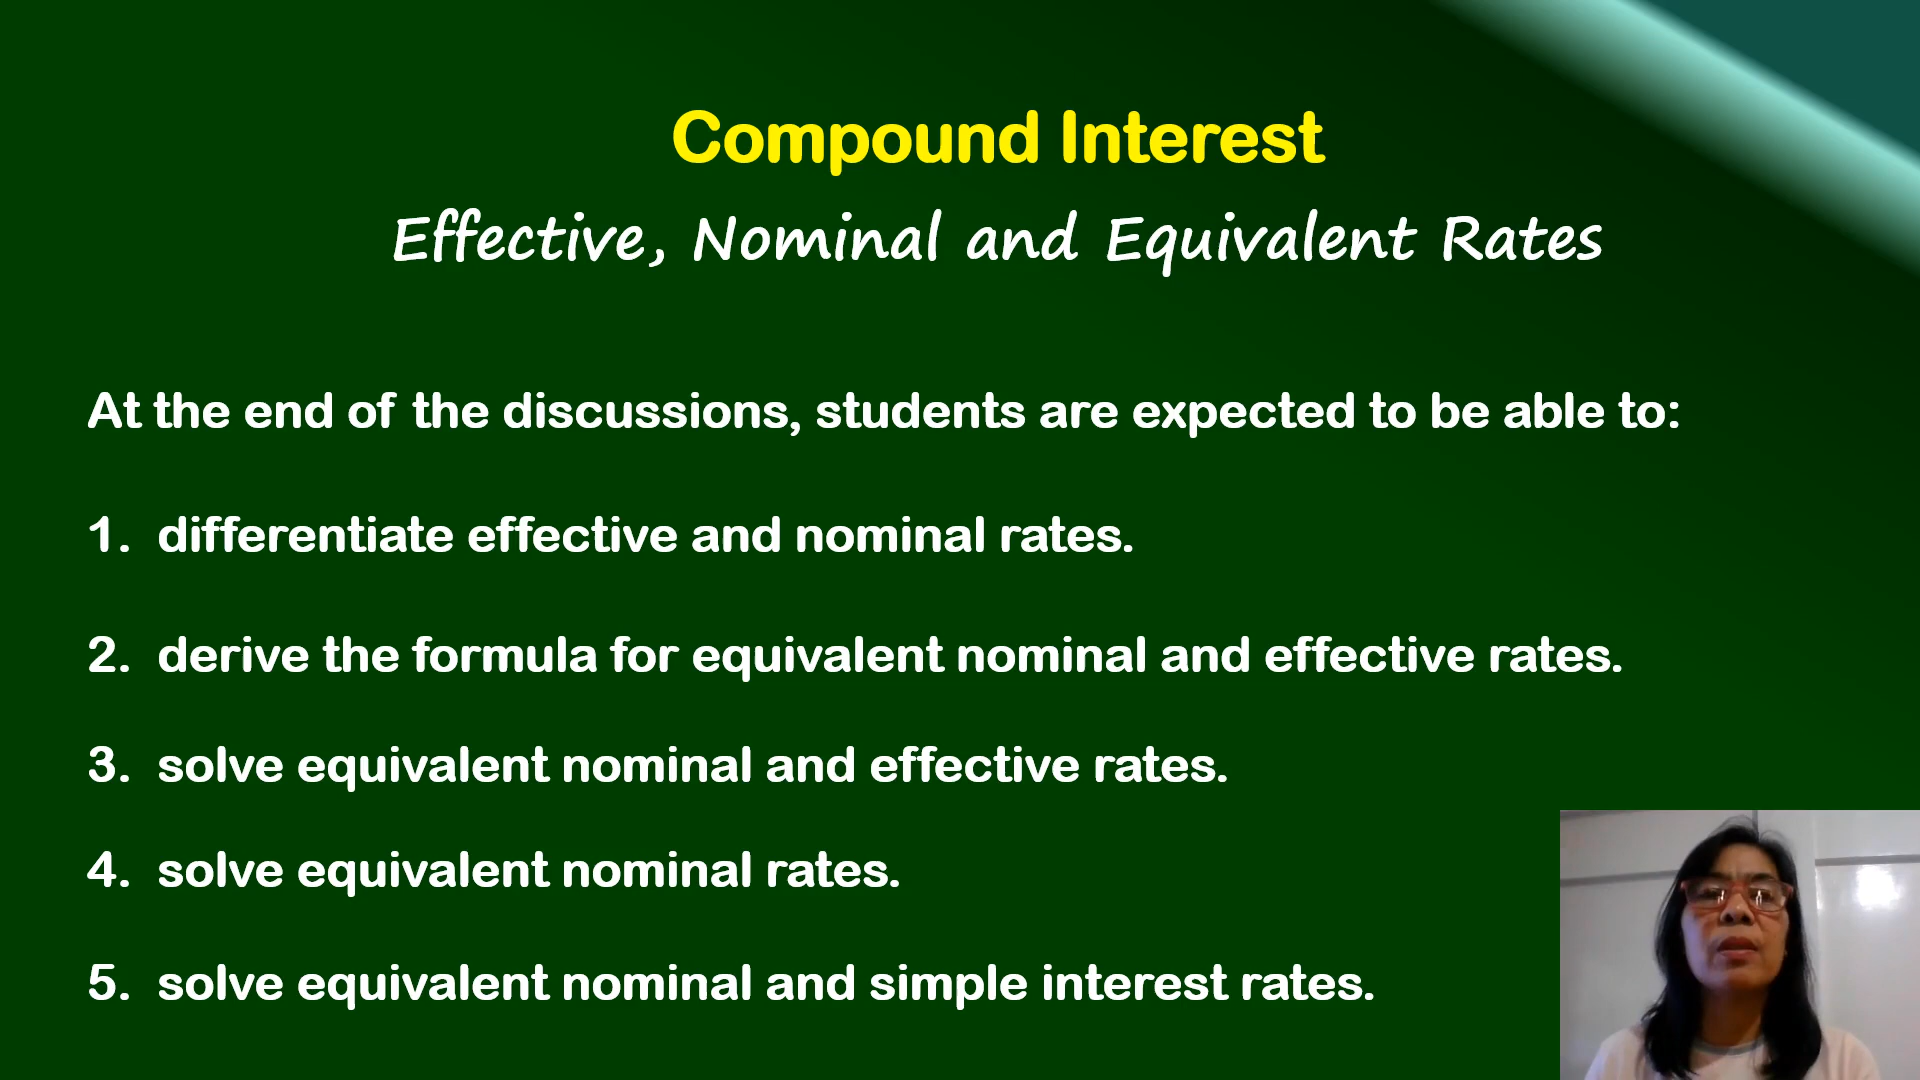 Compound Interest
Effective, Nominal and Equivalent Rates
At the end of the discussions, students are expected to be able to:
1. differentiate effective and nominal rates.
2. derive the formula for equivalent nominal and effective rates.
3. solve equivalent nominal and effective rates.
4. solve equivalent nominal rates.
5. solve equivalent nominal and simple interest rates.